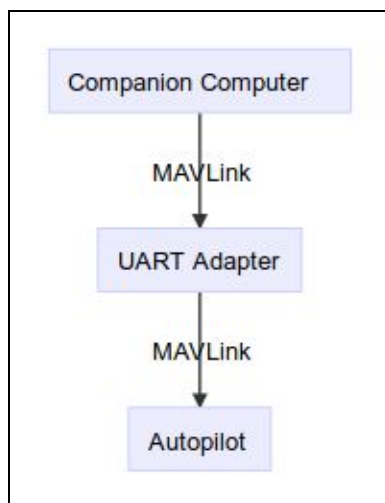 Companion Computer
MAVLink
UART Adapter
MAVLink
Autopilot